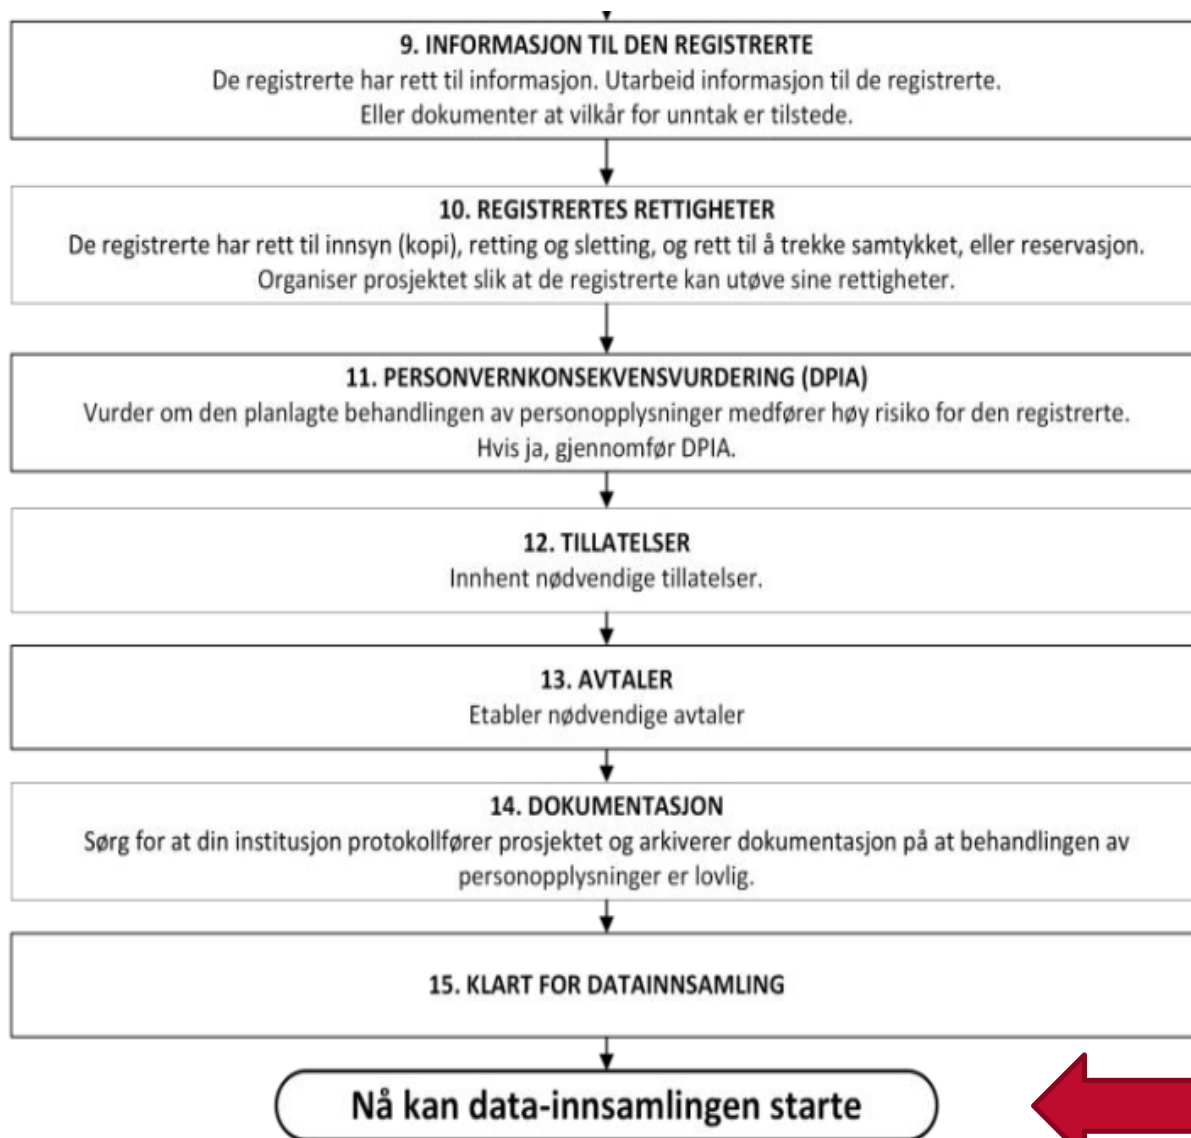 9. INFORMASJON TIL DEN REGISTRERTE
De registrerte har rett til informasjon. Utarbeid informasjon til de registrerte.
Eller dokumenter at vilkår for unntak er tilstede.
10. REGISTRERTES RETTIGHETER
De registrerte har rett til innsyn (kopi), retting og sletting, og rett til å trekke samtykket, eller reservasjon.
Organiser prosjektet slik at de registrerte kan utøve sine rettigheter.
11. PERSONVERNKONSEKVENSVURDERING (DPIA)
Vurder om den planlagte behandlingen av personopplysninger medfører høy risiko for den registrerte.
Hvis ja, gjennomfør DPIA.
12. TILLATELSER
Innhent nødvendige tillatelser.
13. AVTALER
Etabler nødvendige avtaler
14. DOKUMENTASJON
Sørg for at din institusjon protokollfører prosjektet og arkiverer dokumentasjon på at behandlingen av
personopplysninger er lovlig.
15. KLART FOR DATAINNSAMLING
Nå kan data-innsamlingen starte